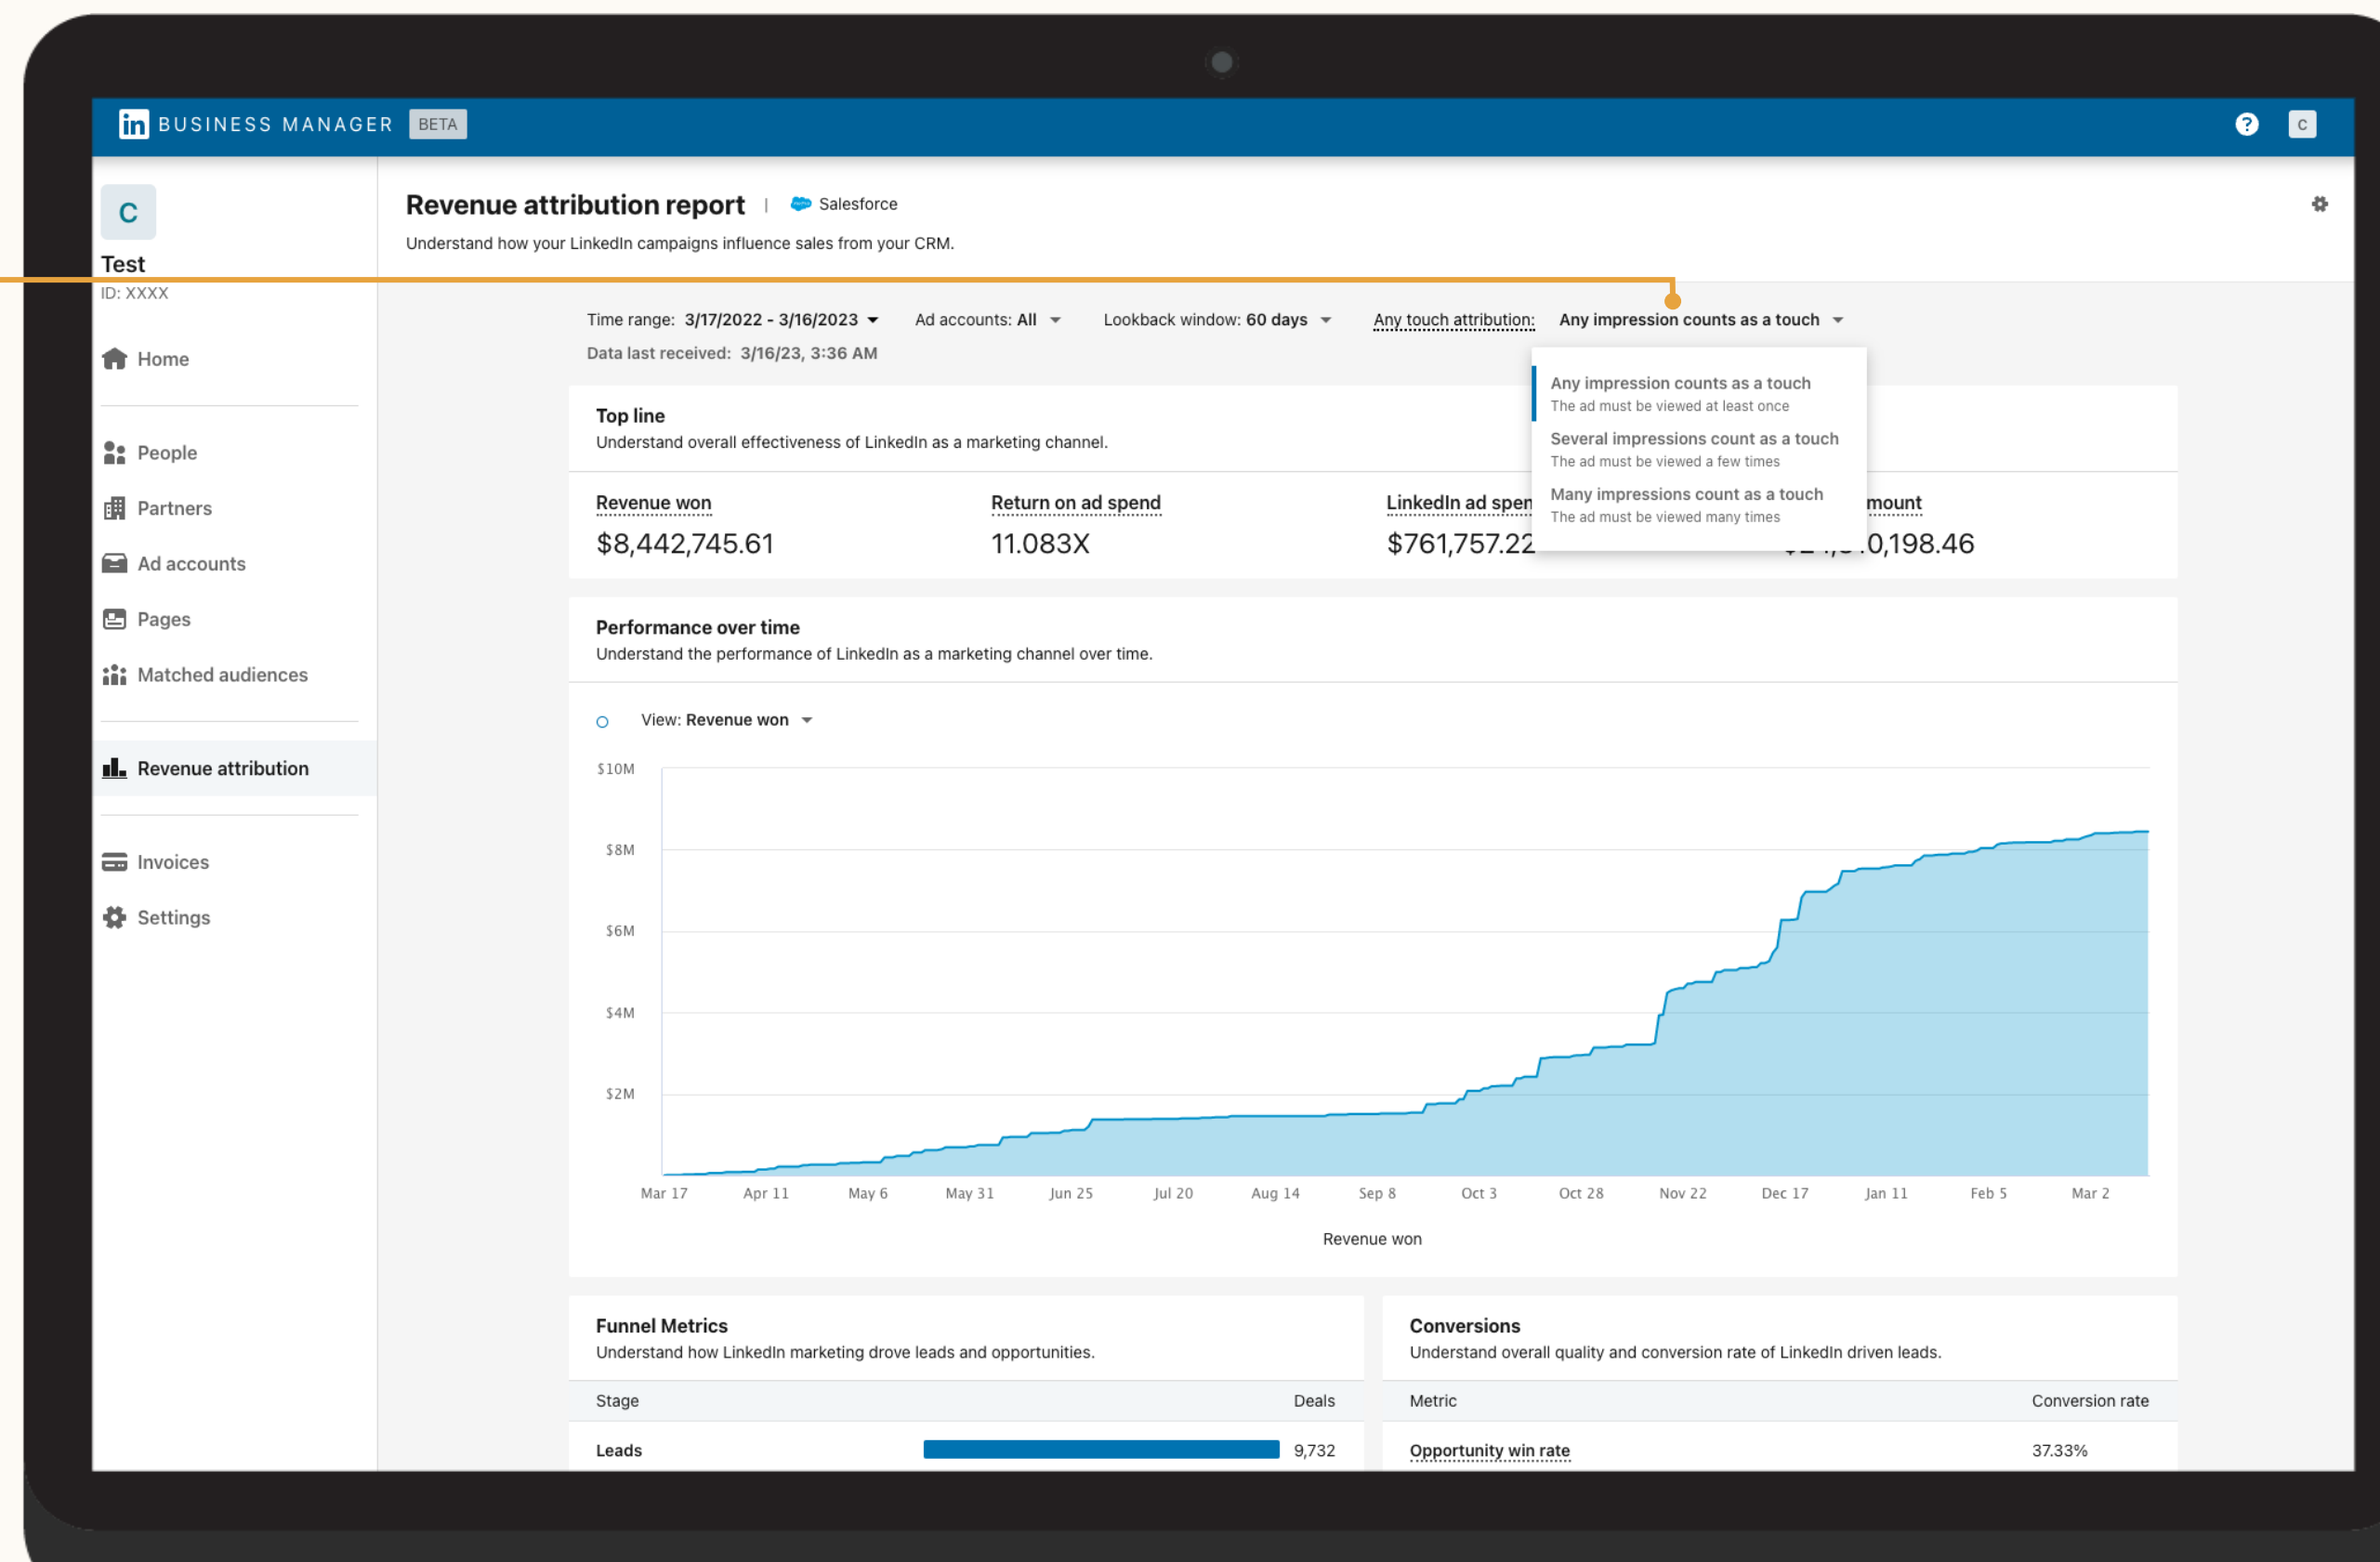 in BUSINESS MANAGER BETA ? C
C
Test
ID: XXXX
Home
People
Partners
Ad accounts
Pages
Matched audiences
Revenue attribution
Invoices
Settings
Revenue attribution report | Salesforce
Understand how your LinkedIn campaigns influence sales from your CRM.
Time range: 3/17/2022 - 3/16/2023 Ad accounts: All Lookback window: 60 days Any touch attribution: Any impression counts as a touch
Data last received: 3/16/23, 3:36 AM
Any impression counts as a touch
The ad must be viewed at least once
Several impressions count as a touch
The ad must be viewed a few times
Many impressions count as a touch
The ad must be viewed many times
Top line
Understand overall effectiveness of LinkedIn as a marketing channel.
Revenue won Return on ad spend LinkedIn ad spen mount
$8,442,745.61 11.083X $761,757.22 0,198.46
Performance over time
Understand the performance of LinkedIn as a marketing channel over time.
View: Revenue won
$10M
$8M
$6M
$4M
$2M
Mar 17 Apr 11 May 6 May 31 Jun 25 Jul 20 Aug 14 Sep 8 Oct 3 Oct 28 Nov 22 Dec 17 Jan 11 Feb 5 Mar 2
Revenue won
Funnel Metrics
Understand how LinkedIn marketing drove leads and opportunities.
Stage Deals
Leads 9,732
Conversions
Understand overall quality and conversion rate of LinkedIn driven leads.
Metric Conversion rate
Opportunity win rate 37.33%